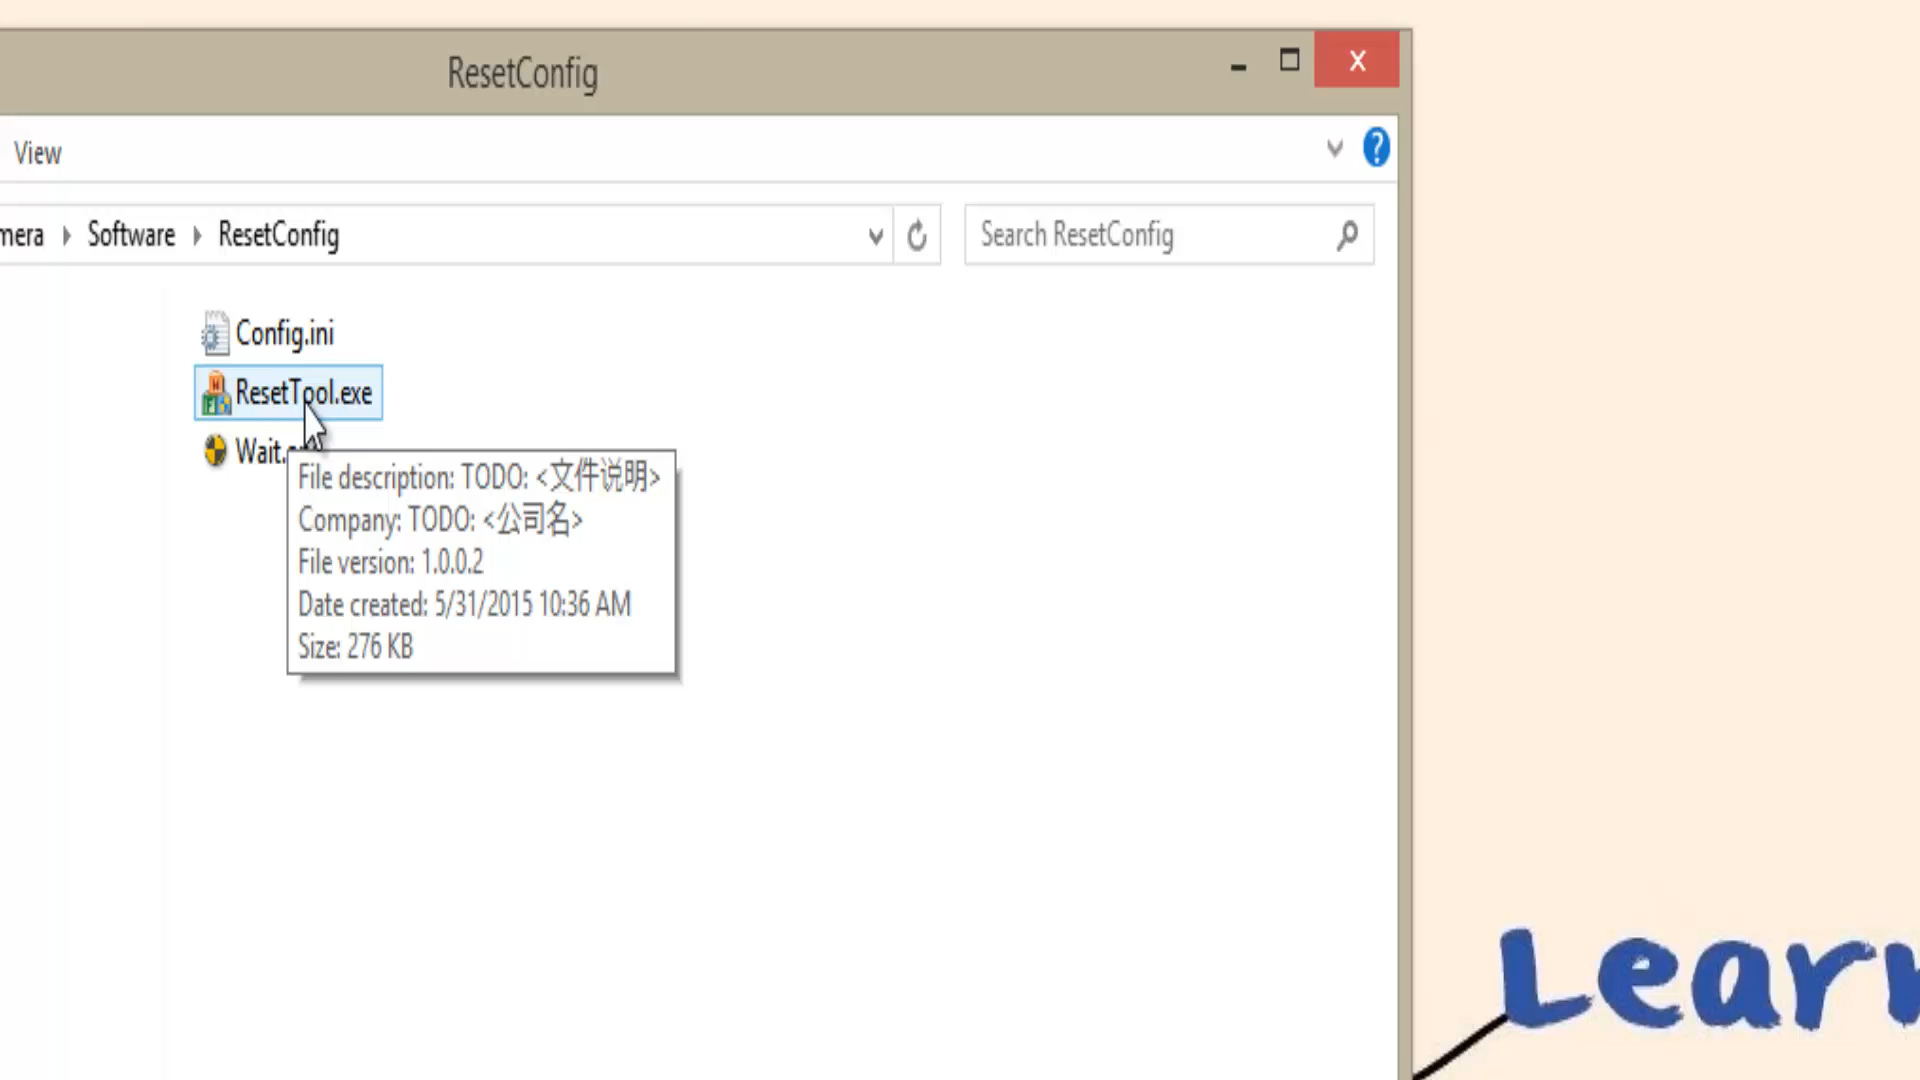 ResetConfig
View
mera Software ResetConfig
Search ResetConfig
Config.ini
ResetTool.exe
Wait.
File description: TODO: <文件说明>
Company: TODO: <公司名>
File version: 1.0.0.2
Date created: 5/31/2015 10:36 AM
Size: 276 KB
Learn